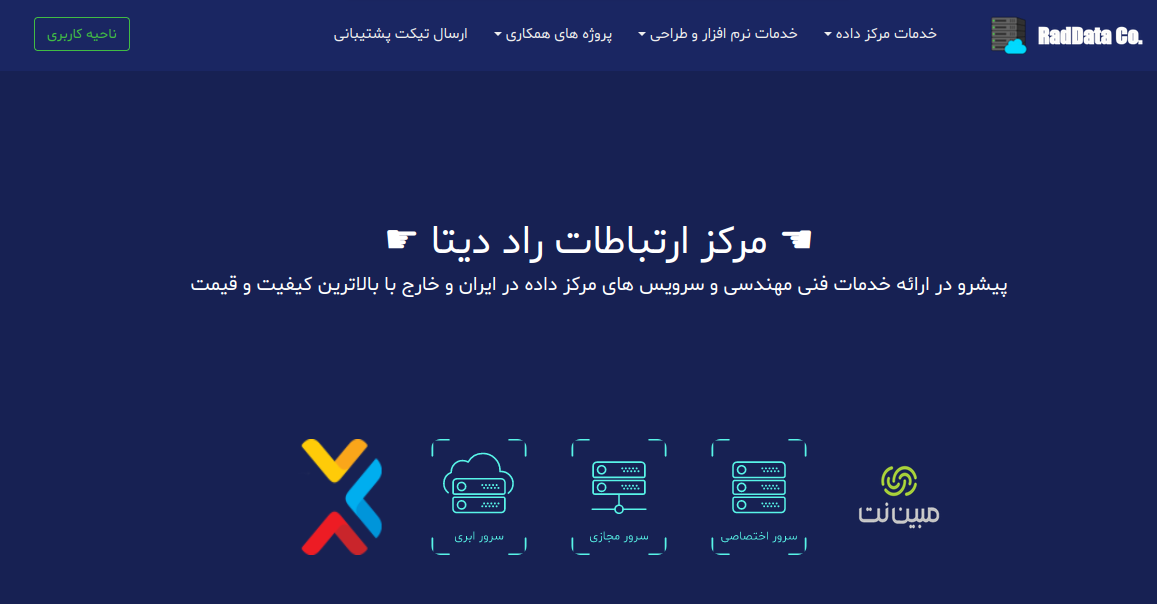 RadData Co.
خدمات مرکز داده
خدمات نرم افزار و طراحی
پروژه های همکاری
ارسال تیکت پشتیبانی
ناحیه کاربری
☚ مرکز ارتباطات راد دیتا ☛
پیشرو در ارائه خدمات فنی مهندسی و سرویس های مرکز داده در ایران و خارج با بالاترین کیفیت و قیمت
مبین‌نت
سرور اختصاصی
سرور مجازی
سرور ابری